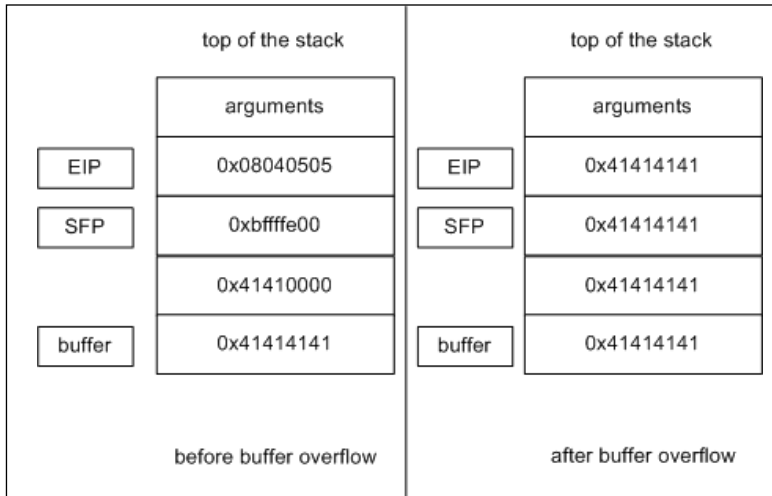 top of the stack
arguments
EIP 0x08040505
SFP 0xbffffe00
0x41410000
buffer 0x41414141
before buffer overflow
top of the stack
arguments
EIP 0x41414141
SFP 0x41414141
0x41414141
buffer 0x41414141
after buffer overflow